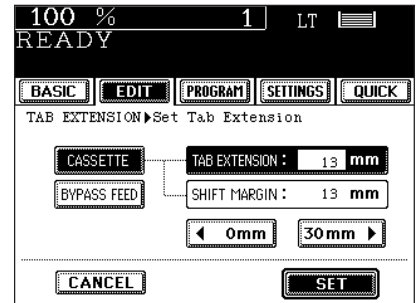 100 % 1 LT
READY
BASIC EDIT PROGRAM SETTINGS QUICK
TAB EXTENSION▶Set Tab Extension
CASSETTE TAB EXTENSION: 13 mm
BYPASS FEED SHIFT MARGIN: 13 mm
◀ 0mm 30mm ▶
CANCEL SET